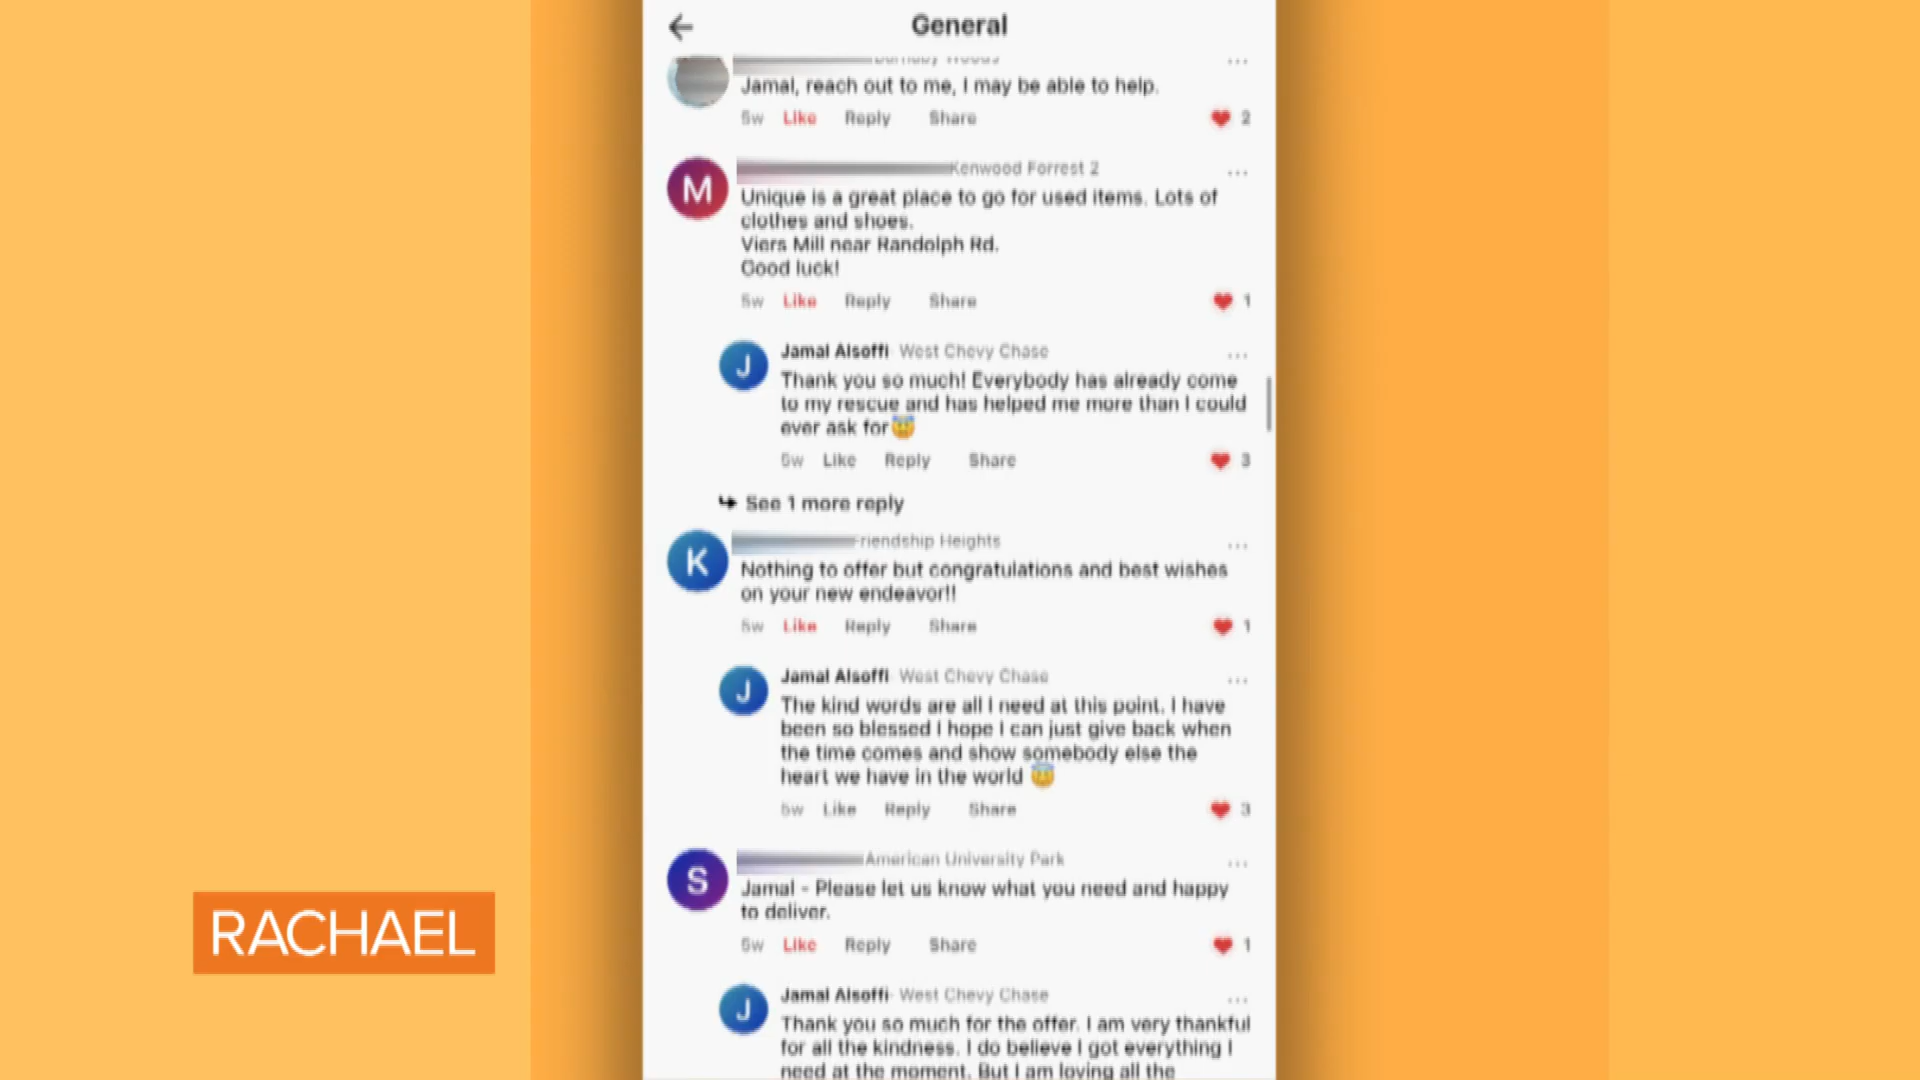 General
Jamal, reach out to me, I may be able to help.
5w Like Reply Share 2
M Kenwood Forrest 2
Unique is a great place to go for used items. Lots of
clothes and shoes.
Viers Mill near Randolph Rd.
Good luck!
5w Like Reply Share 1
J Jamal Alsoffi West Chevy Chase
Thank you so much! Everybody has already come
to my rescue and has helped me more than I could
ever ask for😇
5w Like Reply Share 3
See 1 more reply
K Friendship Heights
Nothing to offer but congratulations and best wishes
on your new endeavor!!
5w Like Reply Share 1
J Jamal Alsoffi West Chevy Chase
The kind words are all I need at this point. I have
been so blessed I hope I can just give back when
the time comes and show somebody else the
heart we have in the world 😇
5w Like Reply Share 3
S American University Park
Jamal - Please let us know what you need and happy
to deliver.
5w Like Reply Share 1
J Jamal Alsoffi West Chevy Chase
Thank you so much for the offer. I am very thankful
for all the kindness. I do believe I got everything I
need at the moment. But I am loving all the
RACHAEL